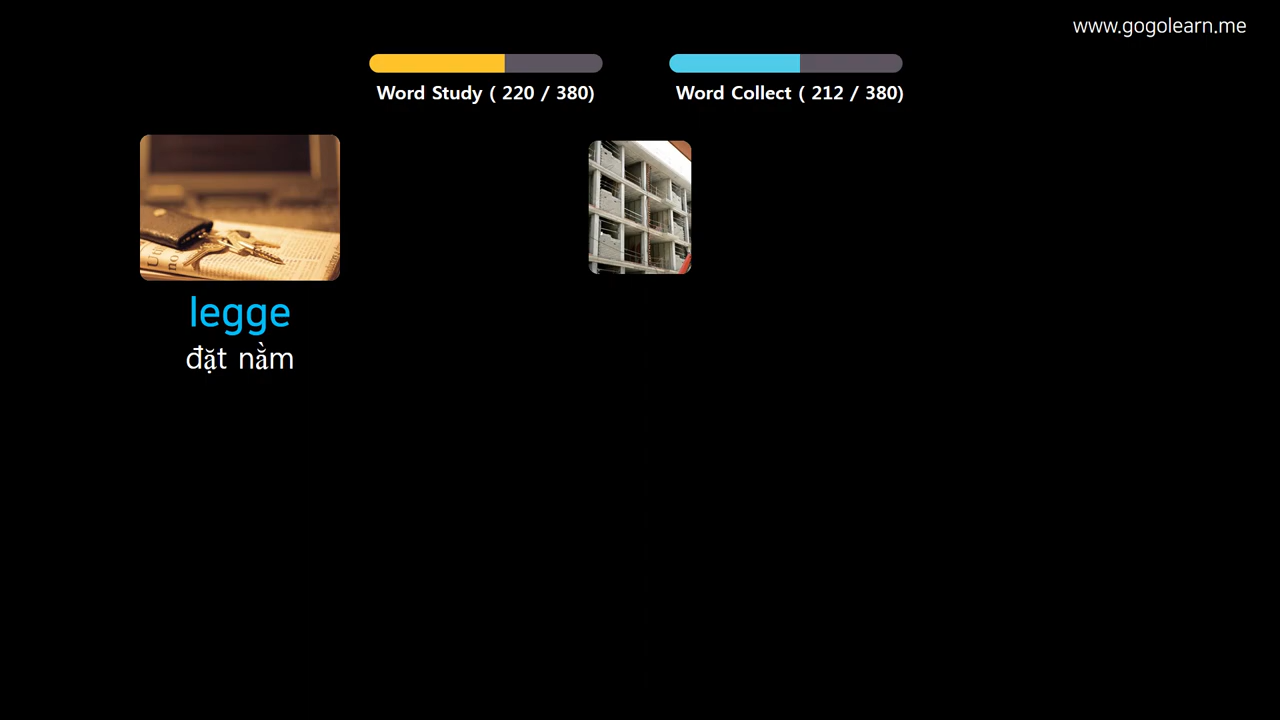 www.gogolearn.me
Word Study ( 220 / 380)
Word Collect ( 212 / 380)
legge
đặt nằm